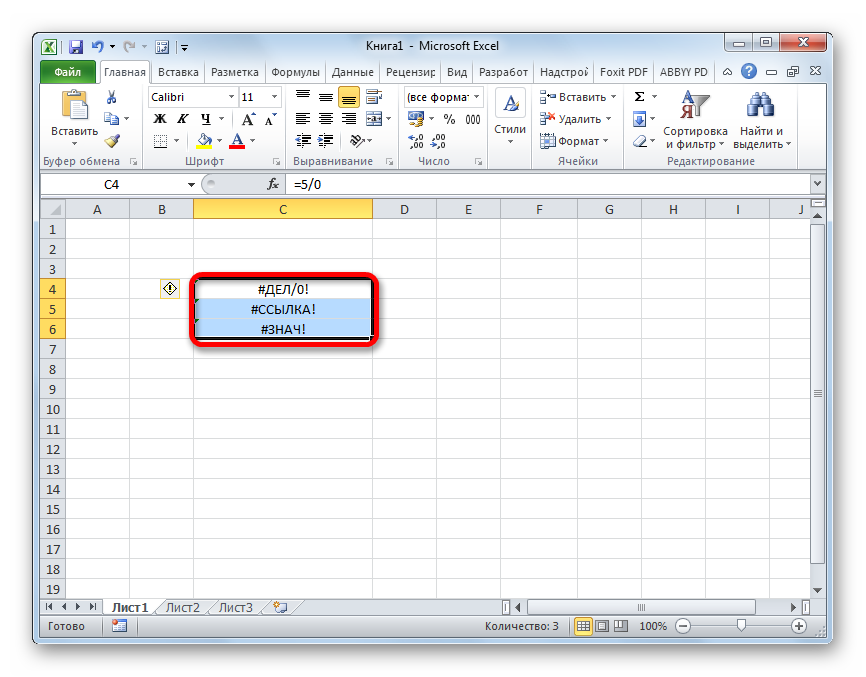 Книга1 - Microsoft Excel
Файл Главная Вставка Разметка Формулы Данные Рецензир Вид Разработ Надстрой Foxit PDF ABBYY PD
Вставить
Буфер обмена
Calibri 11
Ж К Ч
А А
А
Шрифт
Выравнивание
(все формат
% 000
,0 ,00
,00 ,0
Число
А
Стили
Вставить
Удалить
Формат
Ячейки
Σ
Сортировка и фильтр
Найти и выделить
Редактирование
C4 fx =5/0
A B C D E F G H I J
1
2
3
4 #ДЕЛ/0!
5 #ССЫЛКА!
6 #ЗНАЧ!
7
8
9
10
11
12
13
14
15
16
17
18
19
Лист1 Лист2 Лист3
Готово Количество: 3 100%